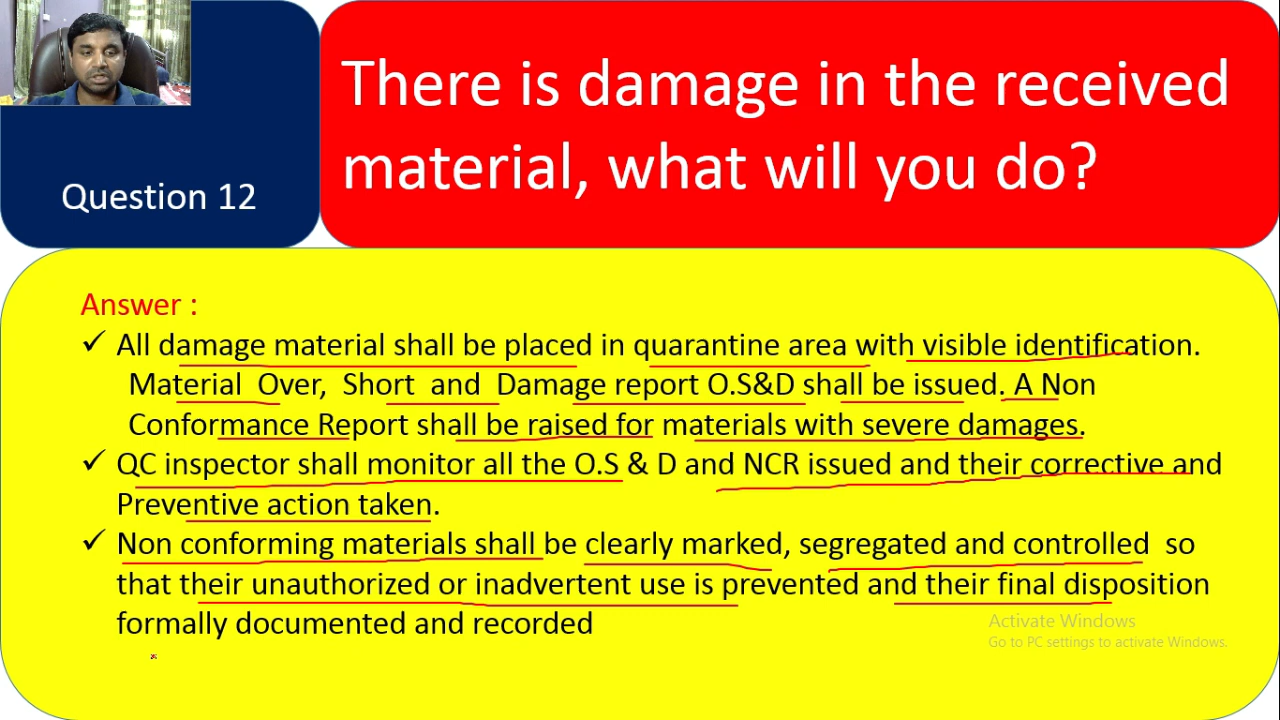 Question 12
There is damage in the received
material, what will you do?
Answer :
✓ All damage material shall be placed in quarantine area with visible identification.
Material Over, Short and Damage report O.S&D shall be issued. A Non
Conformance Report shall be raised for materials with severe damages.
✓ QC inspector shall monitor all the O.S & D and NCR issued and their corrective and
Preventive action taken.
✓ Non conforming materials shall be clearly marked, segregated and controlled so
that their unauthorized or inadvertent use is prevented and their final disposition
formally documented and recorded
Activate Windows
Go to PC settings to activate Windows.